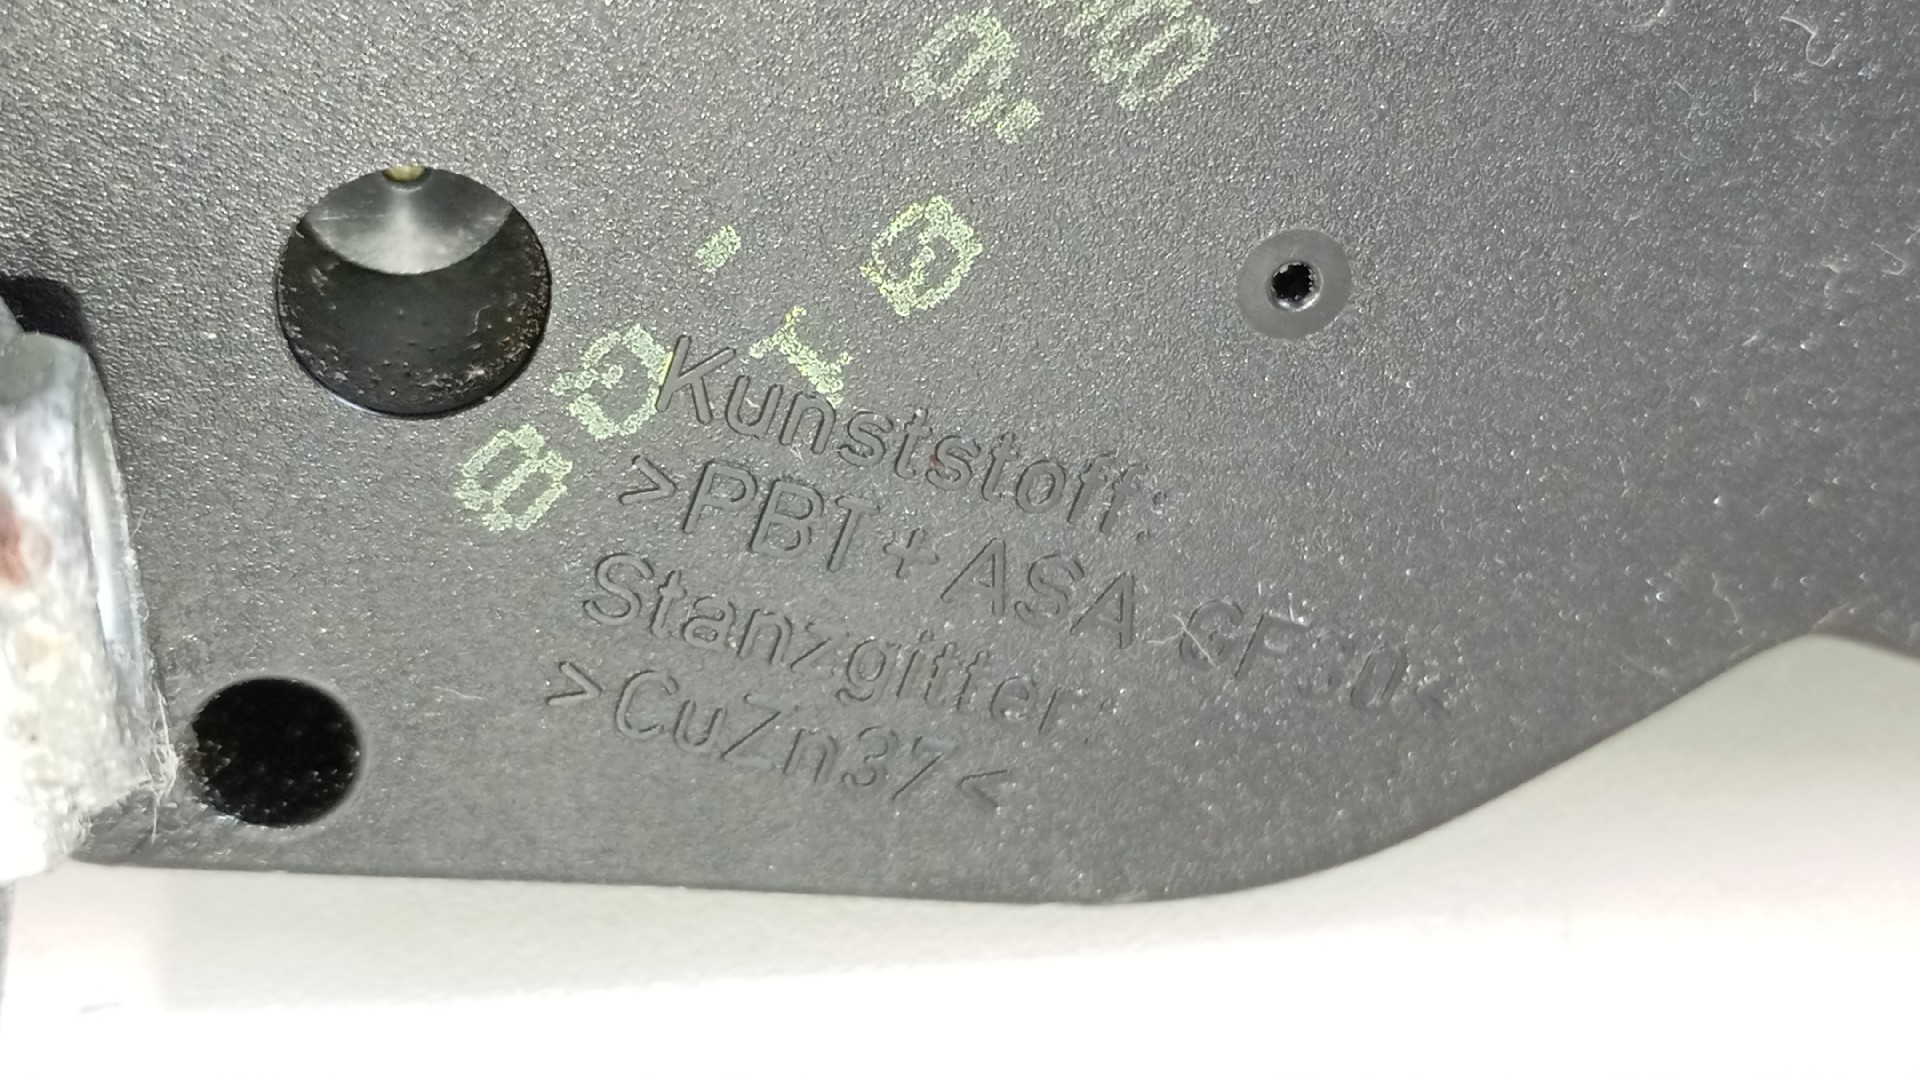 Kunststoff:
>PBT+ASA GF30<
Stanzgitter:
>CuZn37<